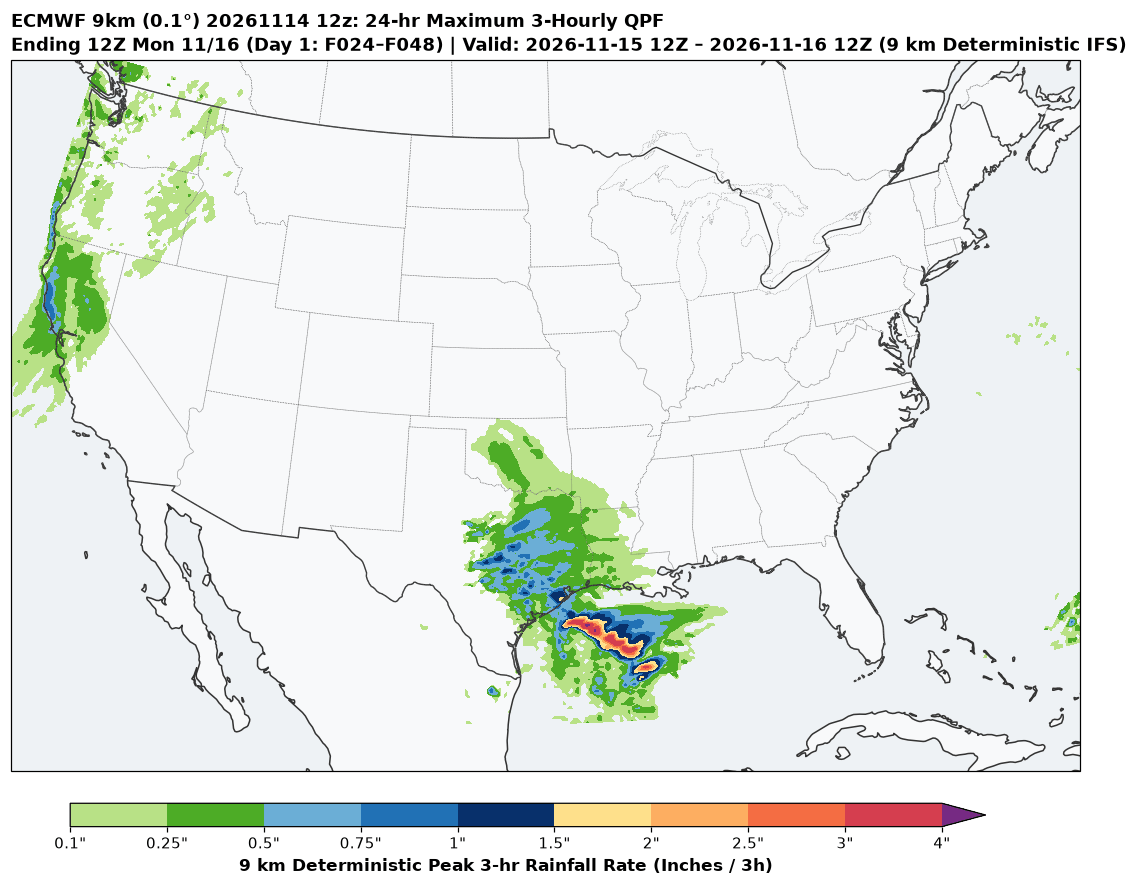 ECMWF 9km (0.1°) 20261114 12z: 24-hr Maximum 3-Hourly QPF
Ending 12Z Mon 11/16 (Day 1: F024–F048) | Valid: 2026-11-15 12Z – 2026-11-16 12Z (9 km Deterministic IFS)
0.1" 0.25" 0.5" 0.75" 1" 1.5" 2" 2.5" 3" 4"
9 km Deterministic Peak 3-hr Rainfall Rate (Inches / 3h)